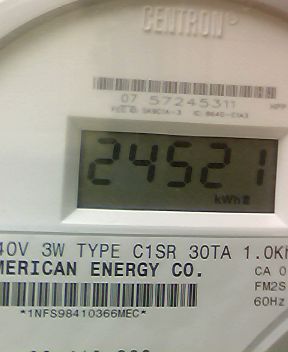 CENTRON
07 57245311
24521
kWh
40V 3W TYPE C1SR 30TA 1.0Kh
MERICAN ENERGY CO.
CA 0
FM2S
60Hz
*1NFS98410366MEC*